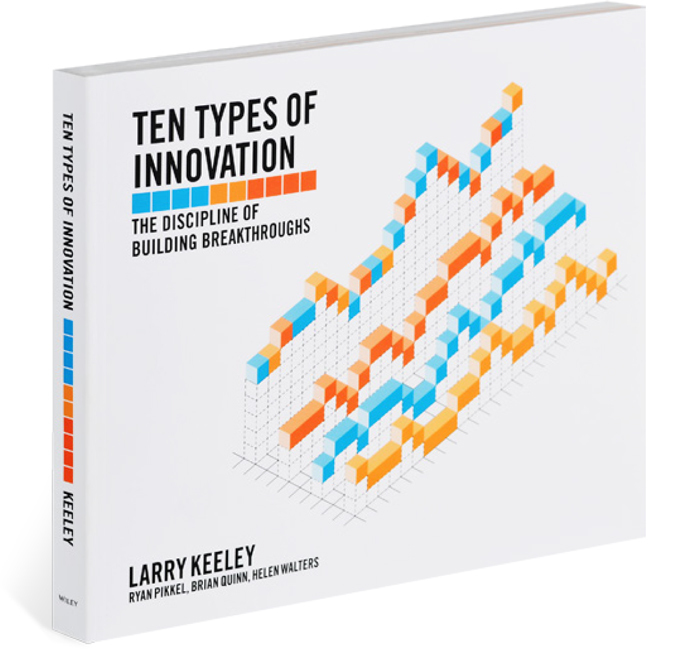 TEN TYPES OF INNOVATION
KEELEY
WILEY
TEN TYPES OF
INNOVATION
THE DISCIPLINE OF
BUILDING BREAKTHROUGHS
LARRY KEELEY
RYAN PIKKEL, BRIAN QUINN, HELEN WALTERS